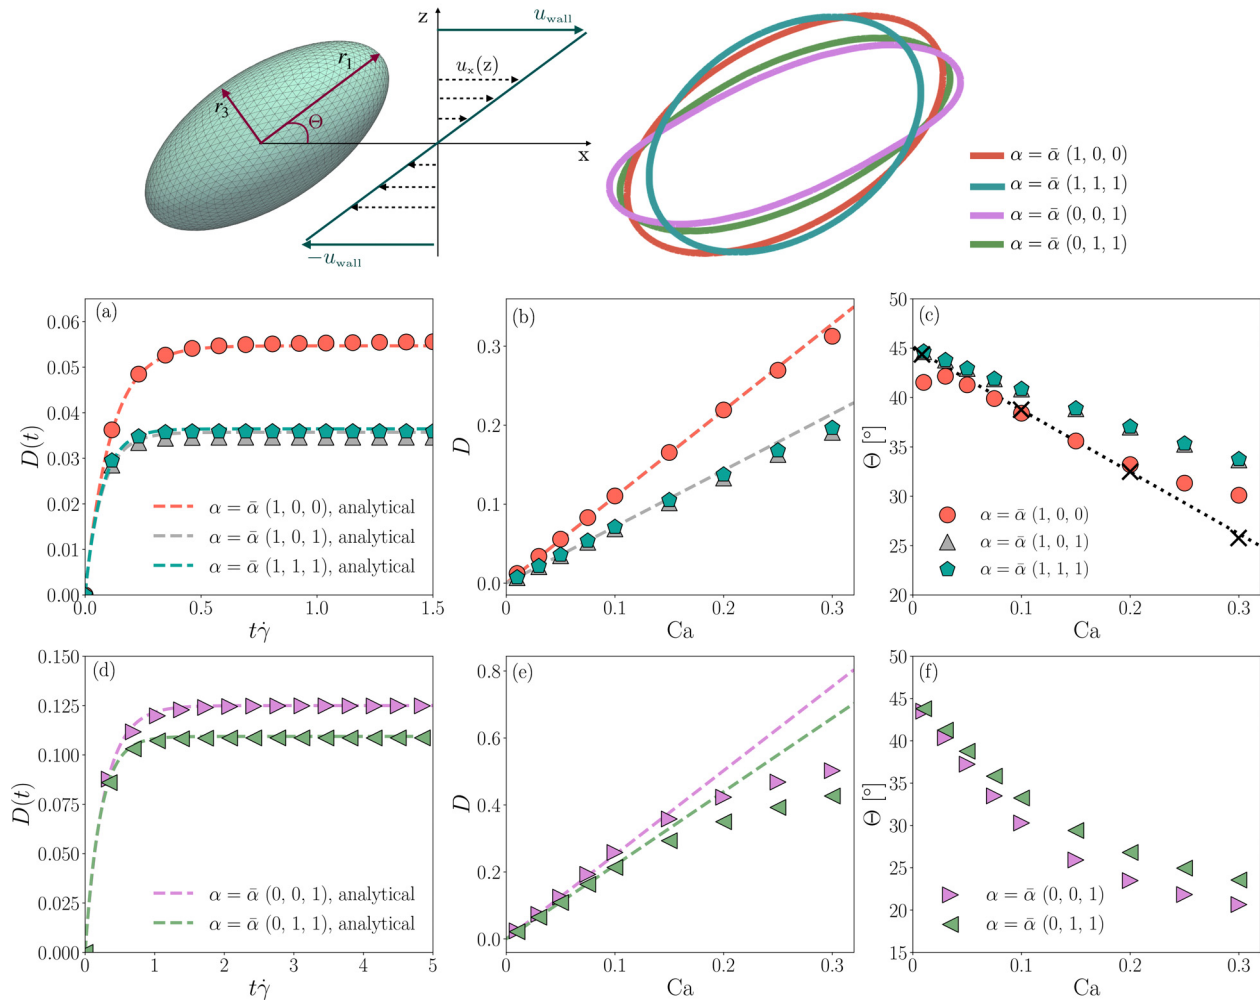 z
u_wall
u_x(z)
r_1
r_3
Θ
x
−u_wall
α = ᾱ (1, 0, 0)
α = ᾱ (1, 1, 1)
α = ᾱ (0, 0, 1)
α = ᾱ (0, 1, 1)
(a)
0.06
0.05
0.04
0.03
0.02
0.01
0.00
D(t)
α = ᾱ (1, 0, 0), analytical
α = ᾱ (1, 0, 1), analytical
α = ᾱ (1, 1, 1), analytical
0.0 0.5 1.0 1.5
tγ̇
(b)
0.3
0.2
0.1
0.0
D
0.0 0.1 0.2 0.3
Ca
(c)
50
45
40
35
30
25
20
Θ [°]
α = ᾱ (1, 0, 0)
α = ᾱ (1, 0, 1)
α = ᾱ (1, 1, 1)
0.0 0.1 0.2 0.3
Ca
(d)
0.150
0.125
0.100
0.075
0.050
0.025
0.000
D(t)
α = ᾱ (0, 0, 1), analytical
α = ᾱ (0, 1, 1), analytical
0 1 2 3 4 5
tγ̇
(e)
0.8
0.6
0.4
0.2
0.0
D
0.0 0.1 0.2 0.3
Ca
(f)
50
45
40
35
30
25
20
15
Θ [°]
α = ᾱ (0, 0, 1)
α = ᾱ (0, 1, 1)
0.0 0.1 0.2 0.3
Ca